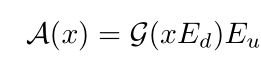 𝒜(x) = 𝒢(xE_d)E_u